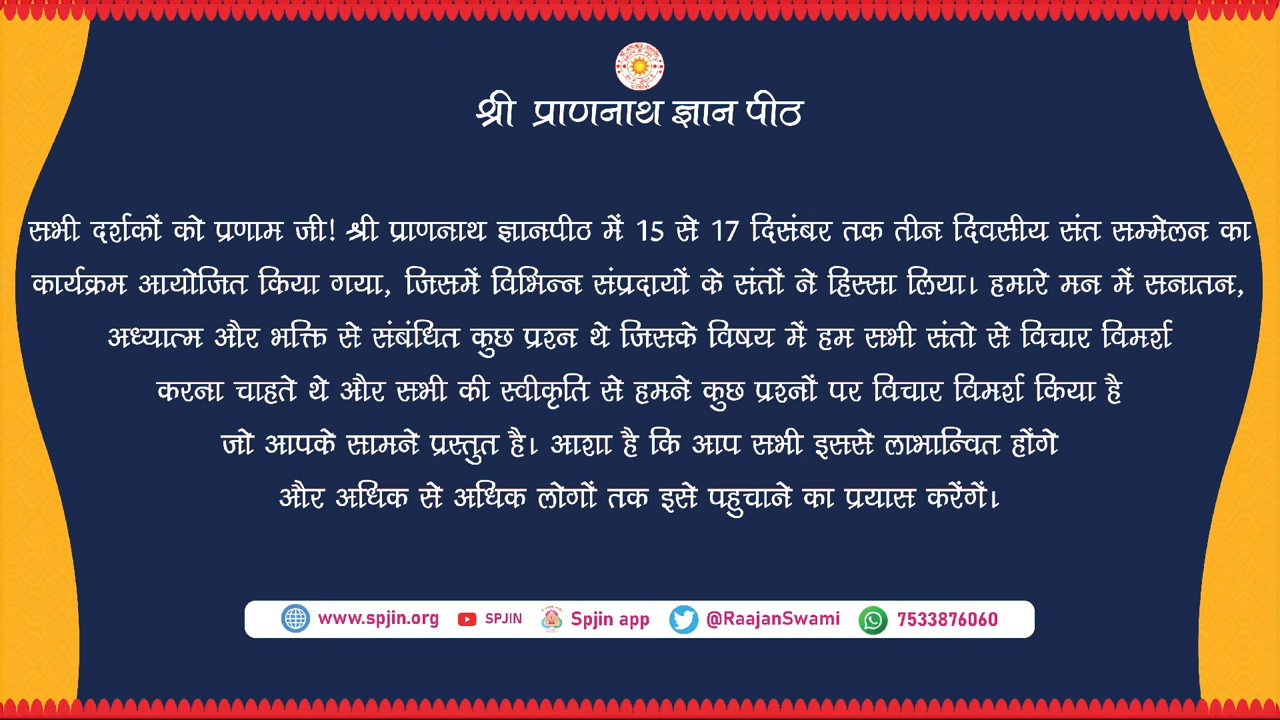 श्री प्राणनाथ ज्ञान पीठ
सभी दर्शकों को प्रणाम जी! श्री प्राणनाथ ज्ञानपीठ में 15 से 17 दिसंबर तक तीन दिवसीय संत सम्मेलन का
कार्यक्रम आयोजित किया गया, जिसमें विभिन्न संप्रदायों के संतों ने हिस्सा लिया। हमारे मन में सनातन,
अध्यात्म और भक्ति से संबंधित कुछ प्रश्न थे जिसके विषय में हम सभी संतो से विचार विमर्श
करना चाहते थे और सभी की स्वीकृति से हमने कुछ प्रश्नों पर विचार विमर्श किया है
जो आपके सामने प्रस्तुत है। आशा है कि आप सभी इससे लाभान्वित होंगे
और अधिक से अधिक लोगों तक इसे पहुचाने का प्रयास करेंगें।
www.spjin.org SPJIN Spjin app @RaajanSwami 7533876060